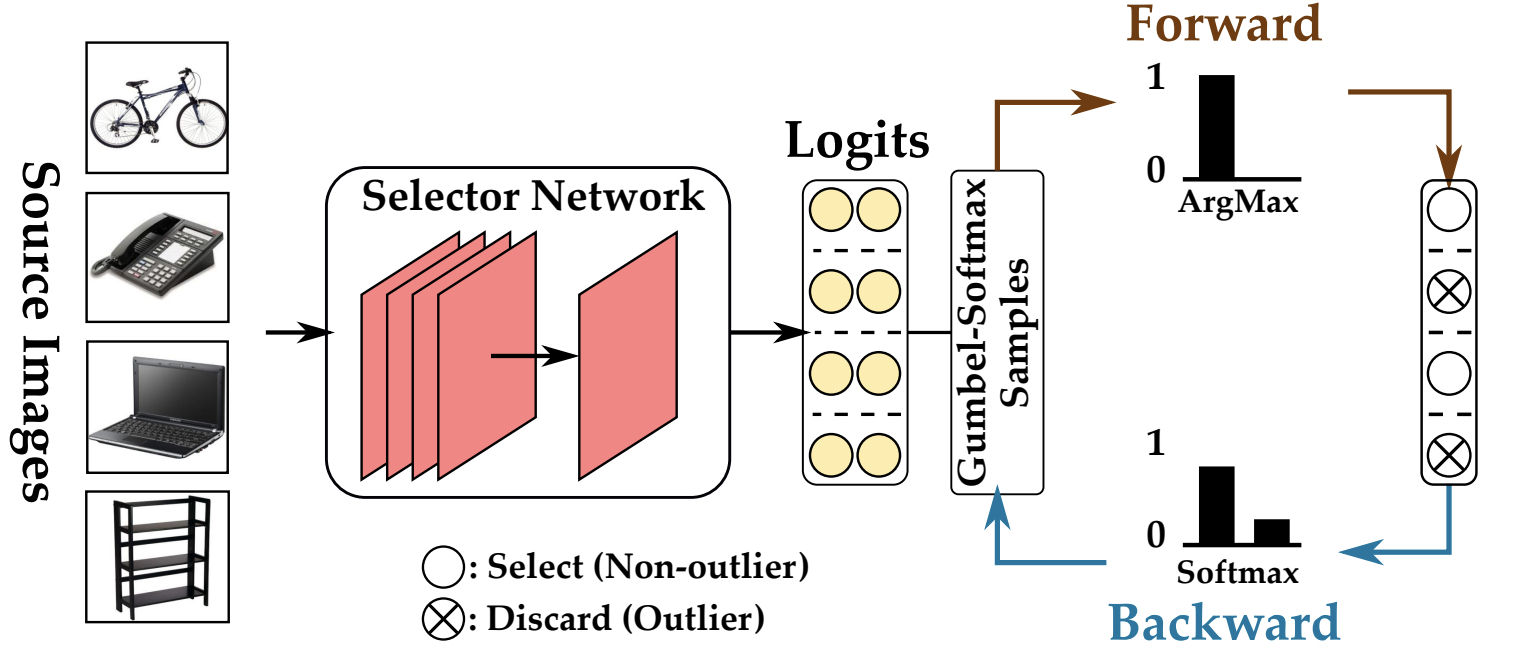 Source Images
Selector Network
Logits
Gumbel-Softmax
Samples
Forward
1
0
ArgMax
1
0
Softmax
Backward
: Select (Non-outlier)
: Discard (Outlier)